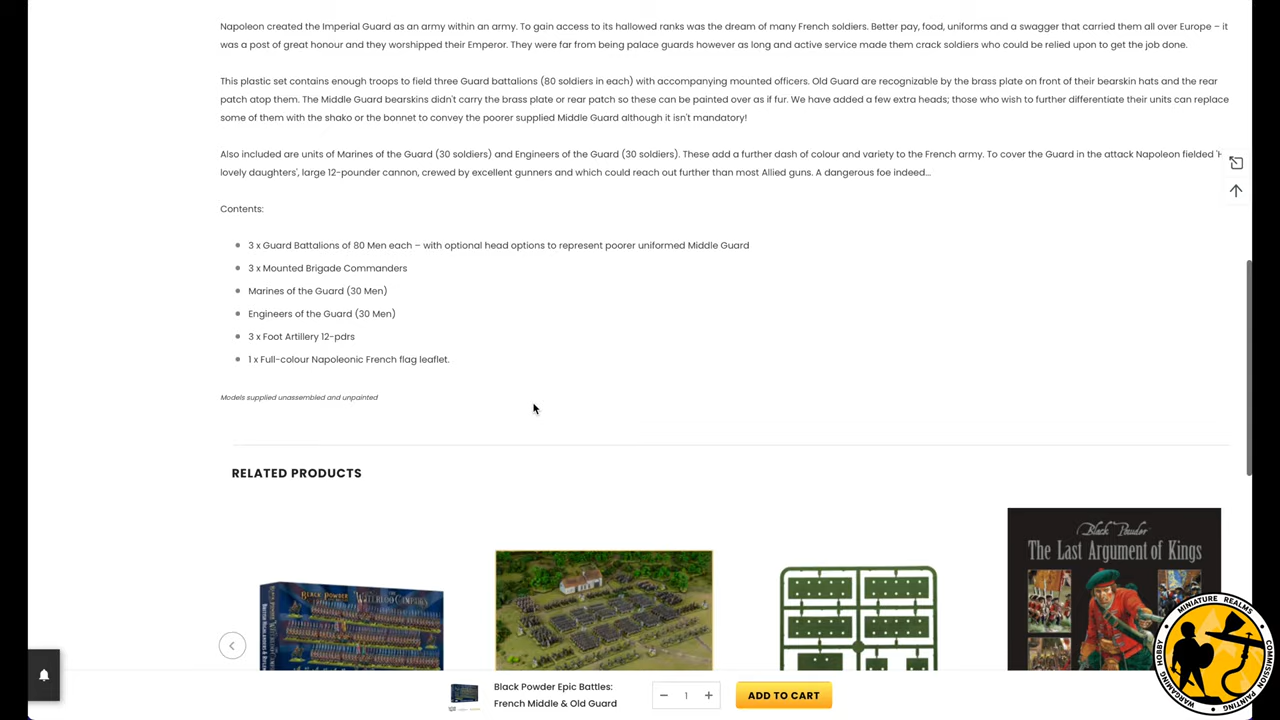 Napoleon created the Imperial Guard as an army within an army. To gain access to its hallowed ranks was the dream of many French soldiers. Better pay, food, uniforms and a swagger that carried them all over Europe – it
was a post of great honour and they worshipped their Emperor. They were far from being palace guards however as long and active service made them crack soldiers who could be relied upon to get the job done.
This plastic set contains enough troops to field three Guard battalions (80 soldiers in each) with accompanying mounted officers. Old Guard are recognizable by the brass plate on front of their bearskin hats and the rear
patch atop them. The Middle Guard bearskins didn't carry the brass plate or rear patch so these can be painted over as if fur. We have added a few extra heads; those who wish to further differentiate their units can replace
some of them with the shako or the bonnet to convey the poorer supplied Middle Guard although it isn't mandatory!
Also included are units of Marines of the Guard (30 soldiers) and Engineers of the Guard (30 soldiers). These add a further dash of colour and variety to the French army. To cover the Guard in the attack Napoleon fielded
lovely daughters', large 12-pounder cannon, crewed by excellent gunners and which could reach out further than most Allied guns. A dangerous foe indeed...
Contents:
3 x Guard Battalions of 80 Men each – with optional head options to represent poorer uniformed Middle Guard
3 x Mounted Brigade Commanders
Marines of the Guard (30 Men)
Engineers of the Guard (30 Men)
3 x Foot Artillery 12-pdrs
1 x Full-colour Napoleonic French flag leaflet.
Models supplied unassembled and unpainted
RELATED PRODUCTS
Black Powder
The Last Argument of Kings
BLACK POWDER
WATERLOO CAMPAIGN
MINIATURE REALMS
WARGAMING HOBBY
COMMISSION PAINTING
Black Powder Epic Battles:
French Middle & Old Guard
1
ADD TO CART